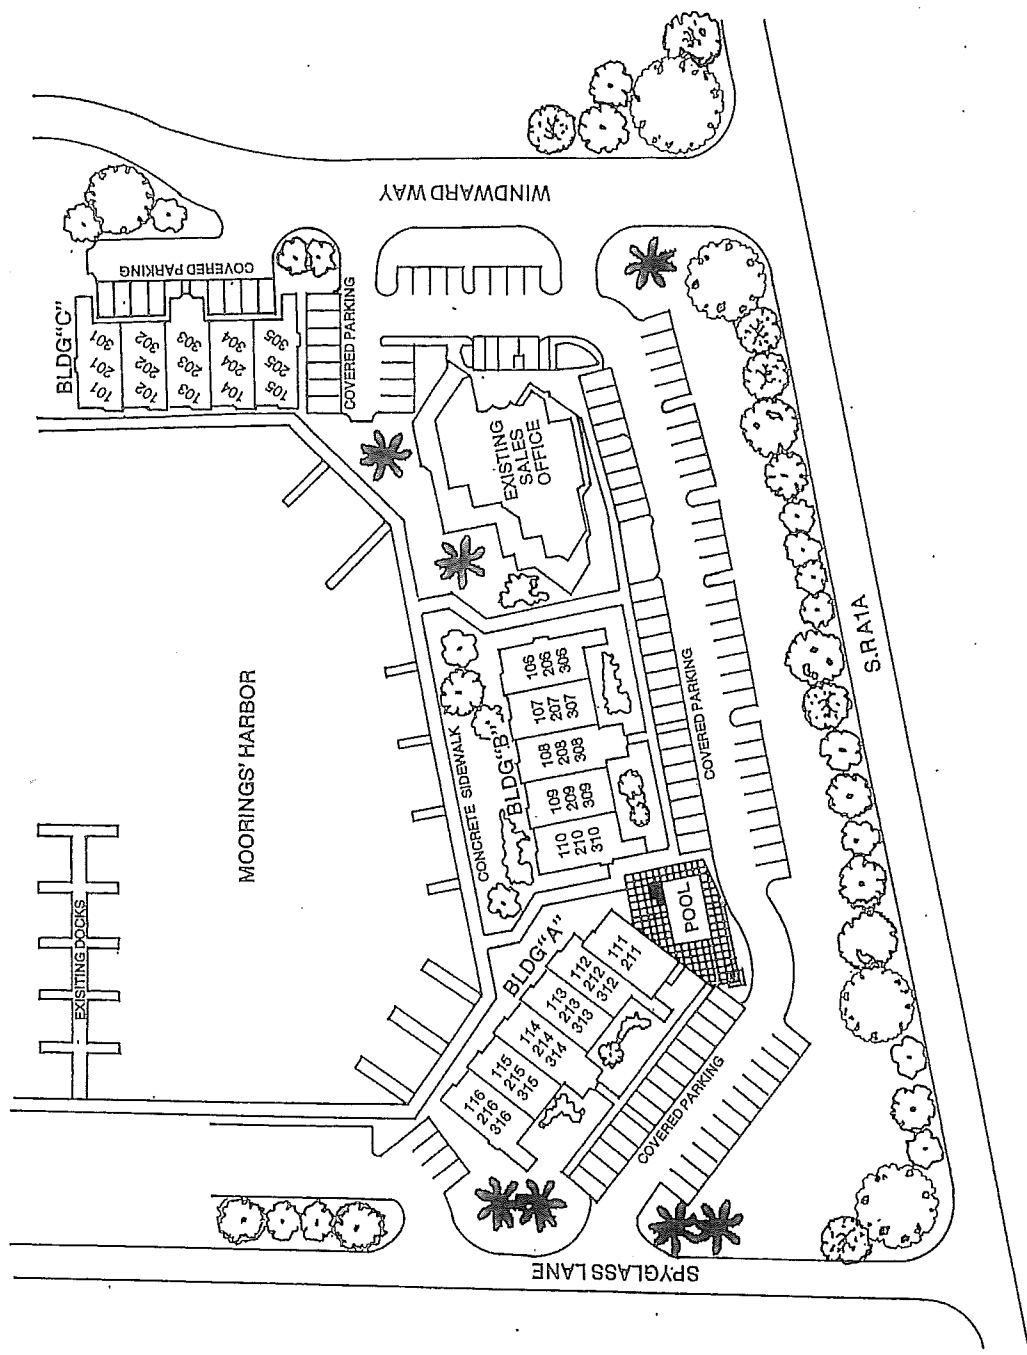 WINDWARD WAY
COVERED PARKING
BLDG "C"
101 201 301
102 202 302
103 203 303
104 204 304
105 205 305
COVERED PARKING
EXISTING
SALES
OFFICE
MOORINGS' HARBOR
EXISITING DOCKS
CONCRETE SIDEWALK
BLDG "B"
106
206
306
107
207
307
108
208
308
109
209
309
110
210
310
COVERED PARKING
S.R A1A
POOL
BLDG "A"
111
211
112
212
312
113
213
313
114
214
314
115
215
315
116
216
316
COVERED PARKING
SPYGLASS LANE